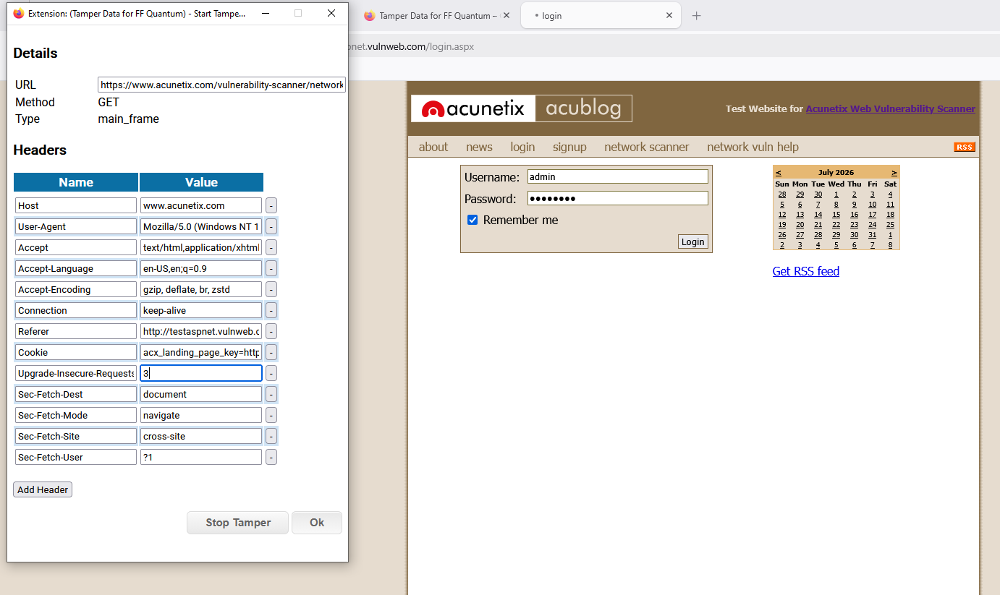 Extension: (Tamper Data for FF Quantum) - Start Tampe...
Details
URL https://www.acunetix.com/vulnerability-scanner/network
Method GET
Type main_frame
Headers
Name Value
Host www.acunetix.com -
User-Agent Mozilla/5.0 (Windows NT 1 -
Accept text/html,application/xhtml -
Accept-Language en-US,en;q=0.9 -
Accept-Encoding gzip, deflate, br, zstd -
Connection keep-alive -
Referer http://testaspnet.vulnweb.c -
Cookie acx_landing_page_key=http -
Upgrade-Insecure-Requests 3 -
Sec-Fetch-Dest document -
Sec-Fetch-Mode navigate -
Sec-Fetch-Site cross-site -
Sec-Fetch-User ?1 -
Add Header
Stop Tamper Ok
Tamper Data for FF Quantum –
login
pnet.vulnweb.com/login.aspx
acunetix acublog
Test Website for Acunetix Web Vulnerability Scanner
about news login signup network scanner network vuln help RSS
Username: admin
Password: ••••••••
Remember me
Login
< July 2026 >
Sun Mon Tue Wed Thu Fri Sat
28 29 30 1 2 3 4
5 6 7 8 9 10 11
12 13 14 15 16 17 18
19 20 21 22 23 24 25
26 27 28 29 30 31 1
2 3 4 5 6 7 8
Get RSS feed